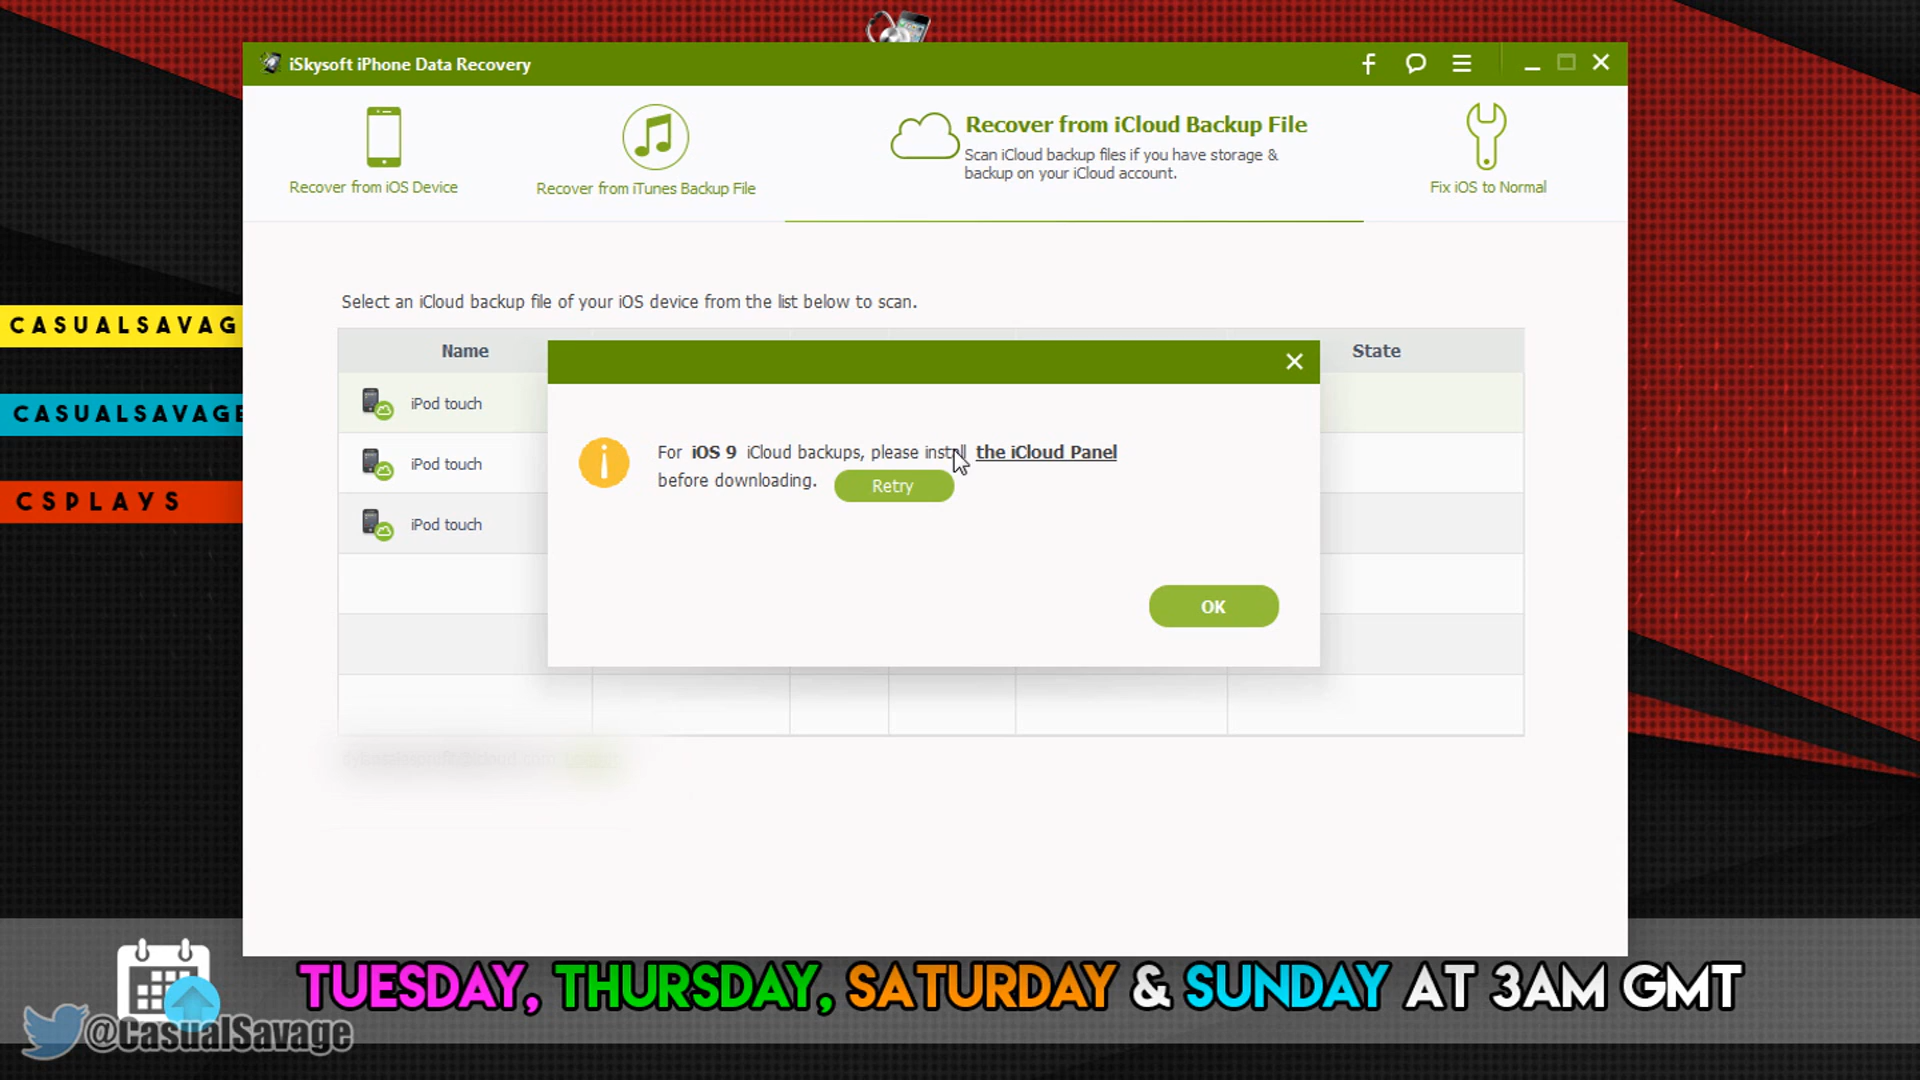 iSkysoft iPhone Data Recovery
Recover from iOS Device
Recover from iTunes Backup File
Recover from iCloud Backup File
Scan iCloud backup files if you have storage &
backup on your iCloud account.
Fix iOS to Normal
Select an iCloud backup file of your iOS device from the list below to scan.
Name
State
iPod touch
iPod touch
iPod touch
For iOS 9 iCloud backups, please install the iCloud Panel
before downloading.
Retry
OK
CASUALSAVAG
CASUALSAVAGE
CSPLAYS
TUESDAY, THURSDAY, SATURDAY & SUNDAY AT 3AM GMT
@CasualSavage